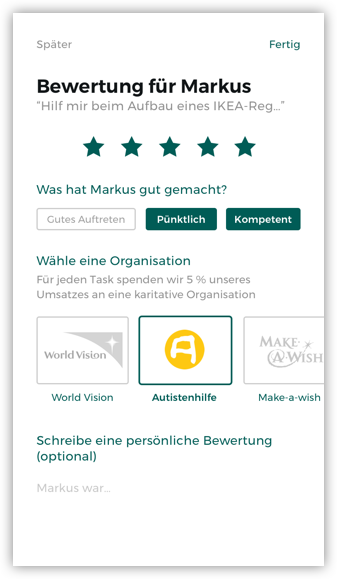 Später Fertig
Bewertung für Markus
"Hilf mir beim Aufbau eines IKEA-Reg..."
Was hat Markus gut gemacht?
Gutes Auftreten Pünktlich Kompetent
Wähle eine Organisation
Für jeden Task spenden wir 5 % unseres
Umsatzes an eine karitative Organisation
World Vision
A
MAKE-
A-WISH
World Vision Autistenhilfe Make-a-wish
Schreibe eine persönliche Bewertung
(optional)
Markus war...